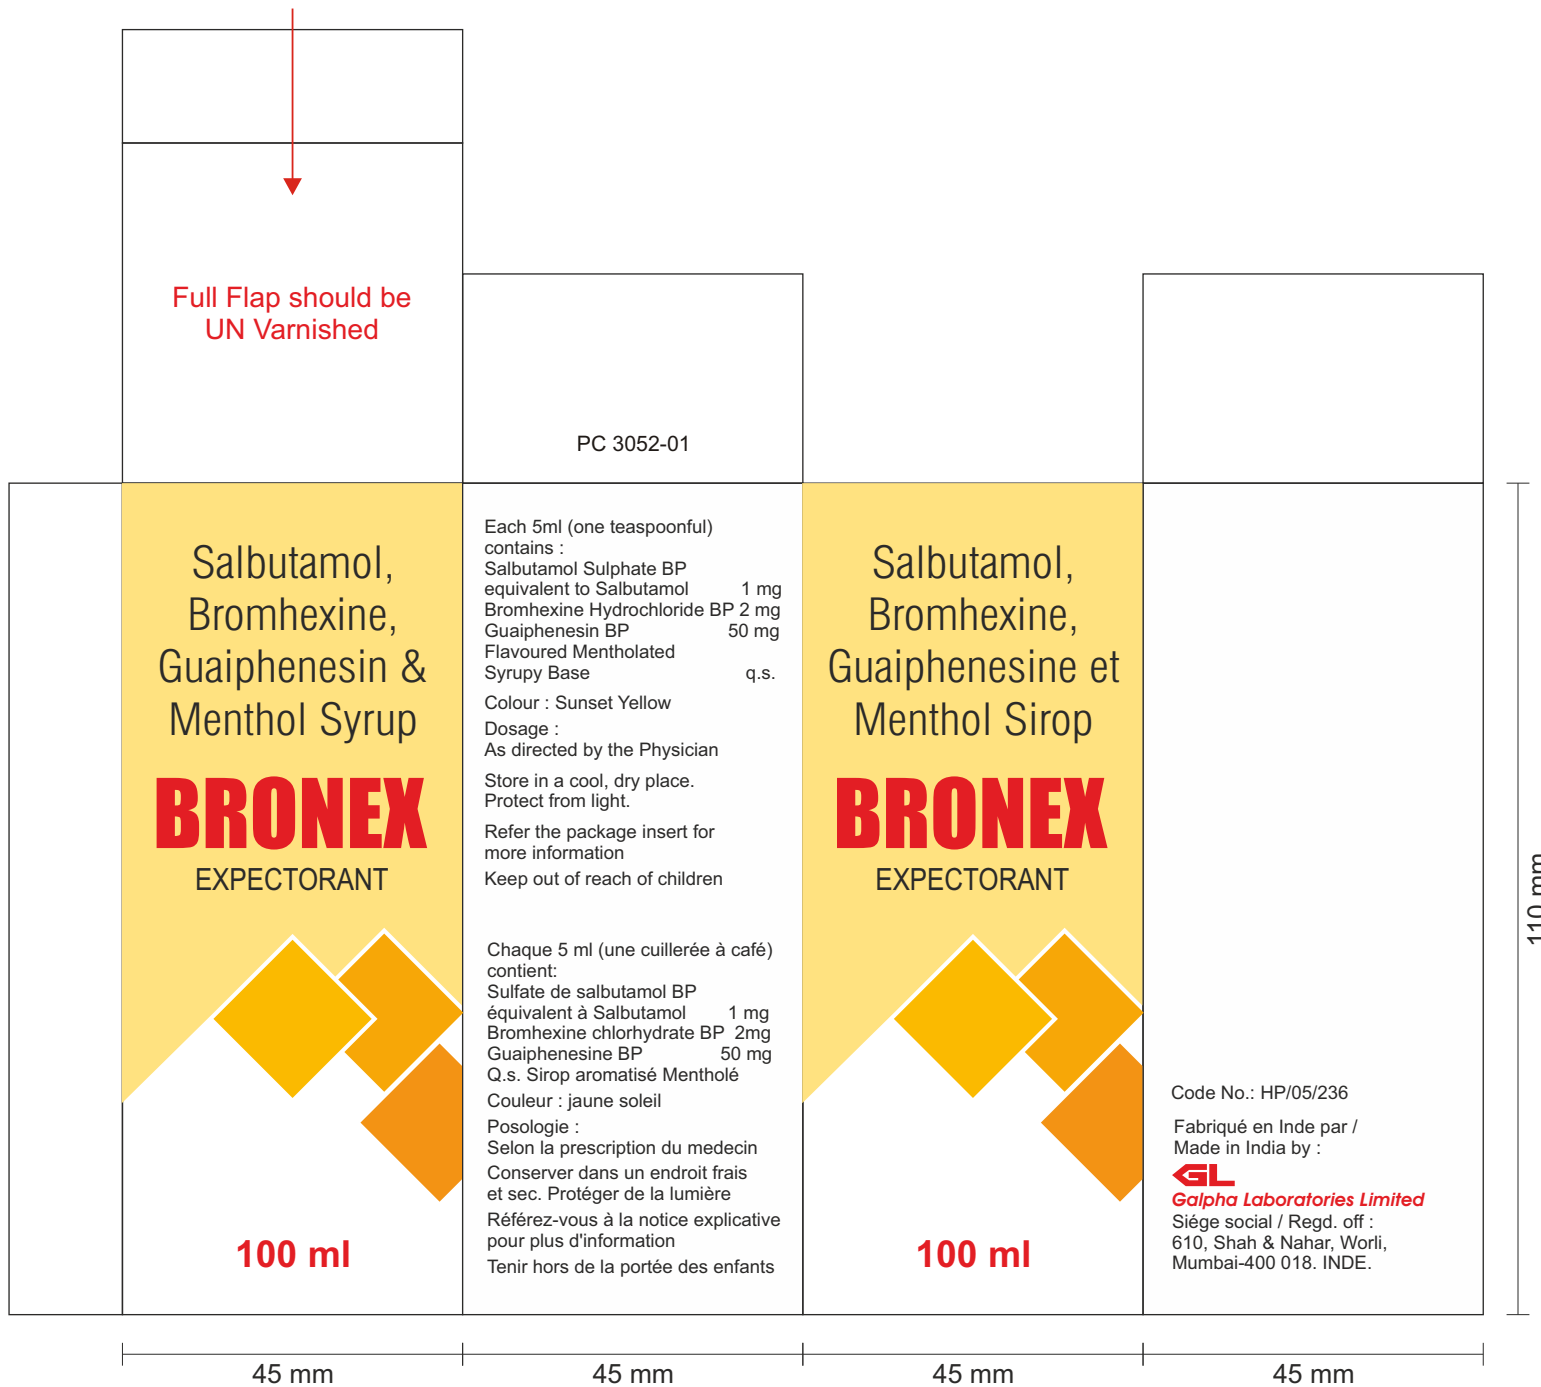 Full Flap should be
UN Varnished
PC 3052-01
Salbutamol,
Bromhexine,
Guaiphenesin &
Menthol Syrup
BRONEX
EXPECTORANT
100 ml
Each 5ml (one teaspoonful)
contains :
Salbutamol Sulphate BP
equivalent to Salbutamol 1 mg
Bromhexine Hydrochloride BP 2 mg
Guaiphenesin BP 50 mg
Flavoured Mentholated
Syrupy Base q.s.
Colour : Sunset Yellow
Dosage :
As directed by the Physician
Store in a cool, dry place.
Protect from light.
Refer the package insert for
more information
Keep out of reach of children
Chaque 5 ml (une cuillerée à café)
contient:
Sulfate de salbutamol BP
équivalent à Salbutamol 1 mg
Bromhexine chlorhydrate BP 2mg
Guaiphenesine BP 50 mg
Q.s. Sirop aromatisé Mentholé
Couleur : jaune soleil
Posologie :
Selon la prescription du medecin
Conserver dans un endroit frais
et sec. Protéger de la lumière
Référez-vous à la notice explicative
pour plus d'information
Tenir hors de la portée des enfants
Salbutamol,
Bromhexine,
Guaiphenesine et
Menthol Sirop
BRONEX
EXPECTORANT
100 ml
Code No.: HP/05/236
Fabriqué en Inde par /
Made in India by :
GL
Galpha Laboratories Limited
Siége social / Regd. off :
610, Shah & Nahar, Worli,
Mumbai-400 018. INDE.
110 mm
45 mm
45 mm
45 mm
45 mm